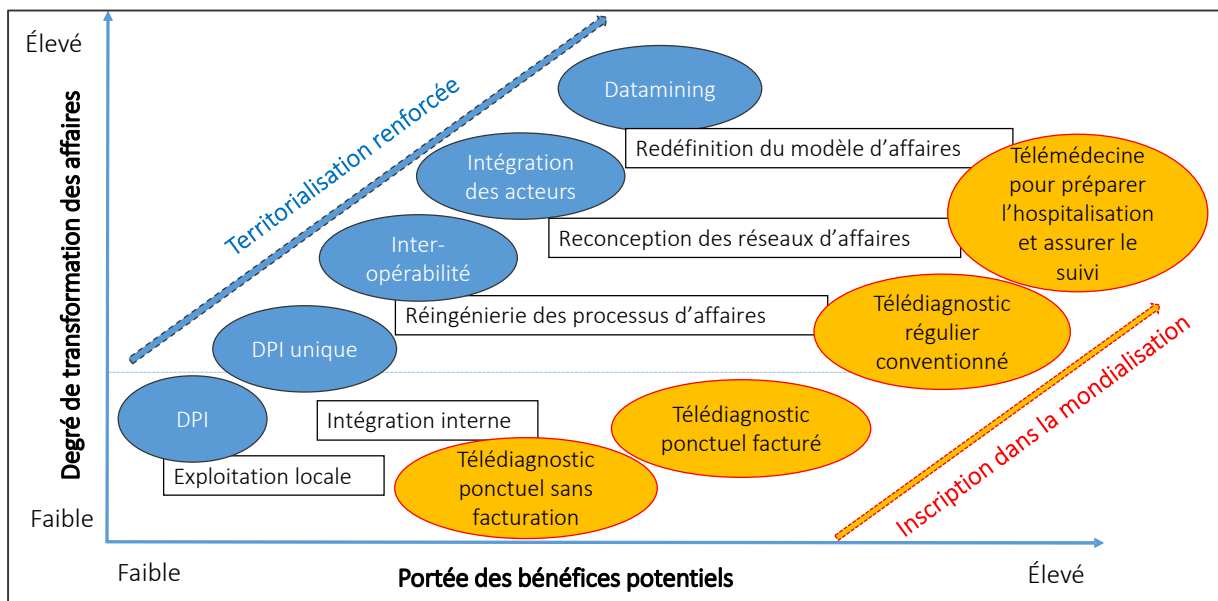 Élevé
Degré de transformation des affaires
Faible
Territorialisation renforcée
Datamining
Redéfinition du modèle d’affaires
Intégration
des acteurs
Télémédecine
pour préparer
l’hospitalisation
et assurer le
suivi
Reconception des réseaux d’affaires
Inter-
opérabilité
Réingénierie des processus d’affaires
Télédiagnostic
régulier
conventionné
DPI unique
DPI
Intégration interne
Télédiagnostic
ponctuel facturé
Exploitation locale
Télédiagnostic
ponctuel sans
facturation
Inscription dans la mondialisation
Faible
Portée des bénéfices potentiels
Élevé